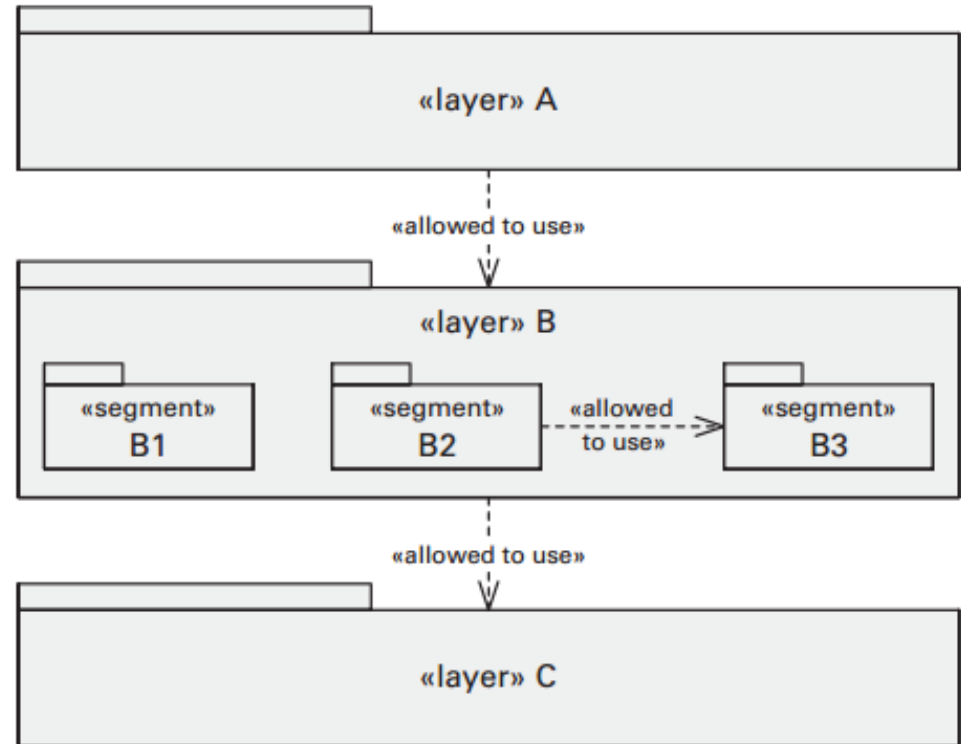 «layer» A
«allowed to use»
«layer» B
«segment»
B1
«segment»
B2
«allowed
to use»
«segment»
B3
«allowed to use»
«layer» C